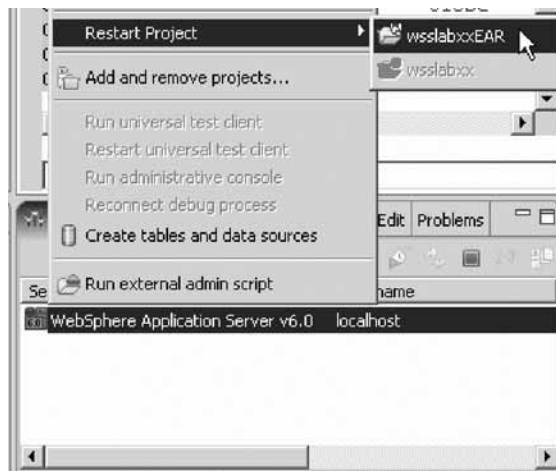 Restart Project
wsslabxxEAR
wsslabxx
Add and remove projects...
Run universal test client
Restart universal test client
Run administrative console
Reconnect debug process
Create tables and data sources
Run external admin script
Edit Problems
Se
name
WebSphere Application Server v6.0 localhost